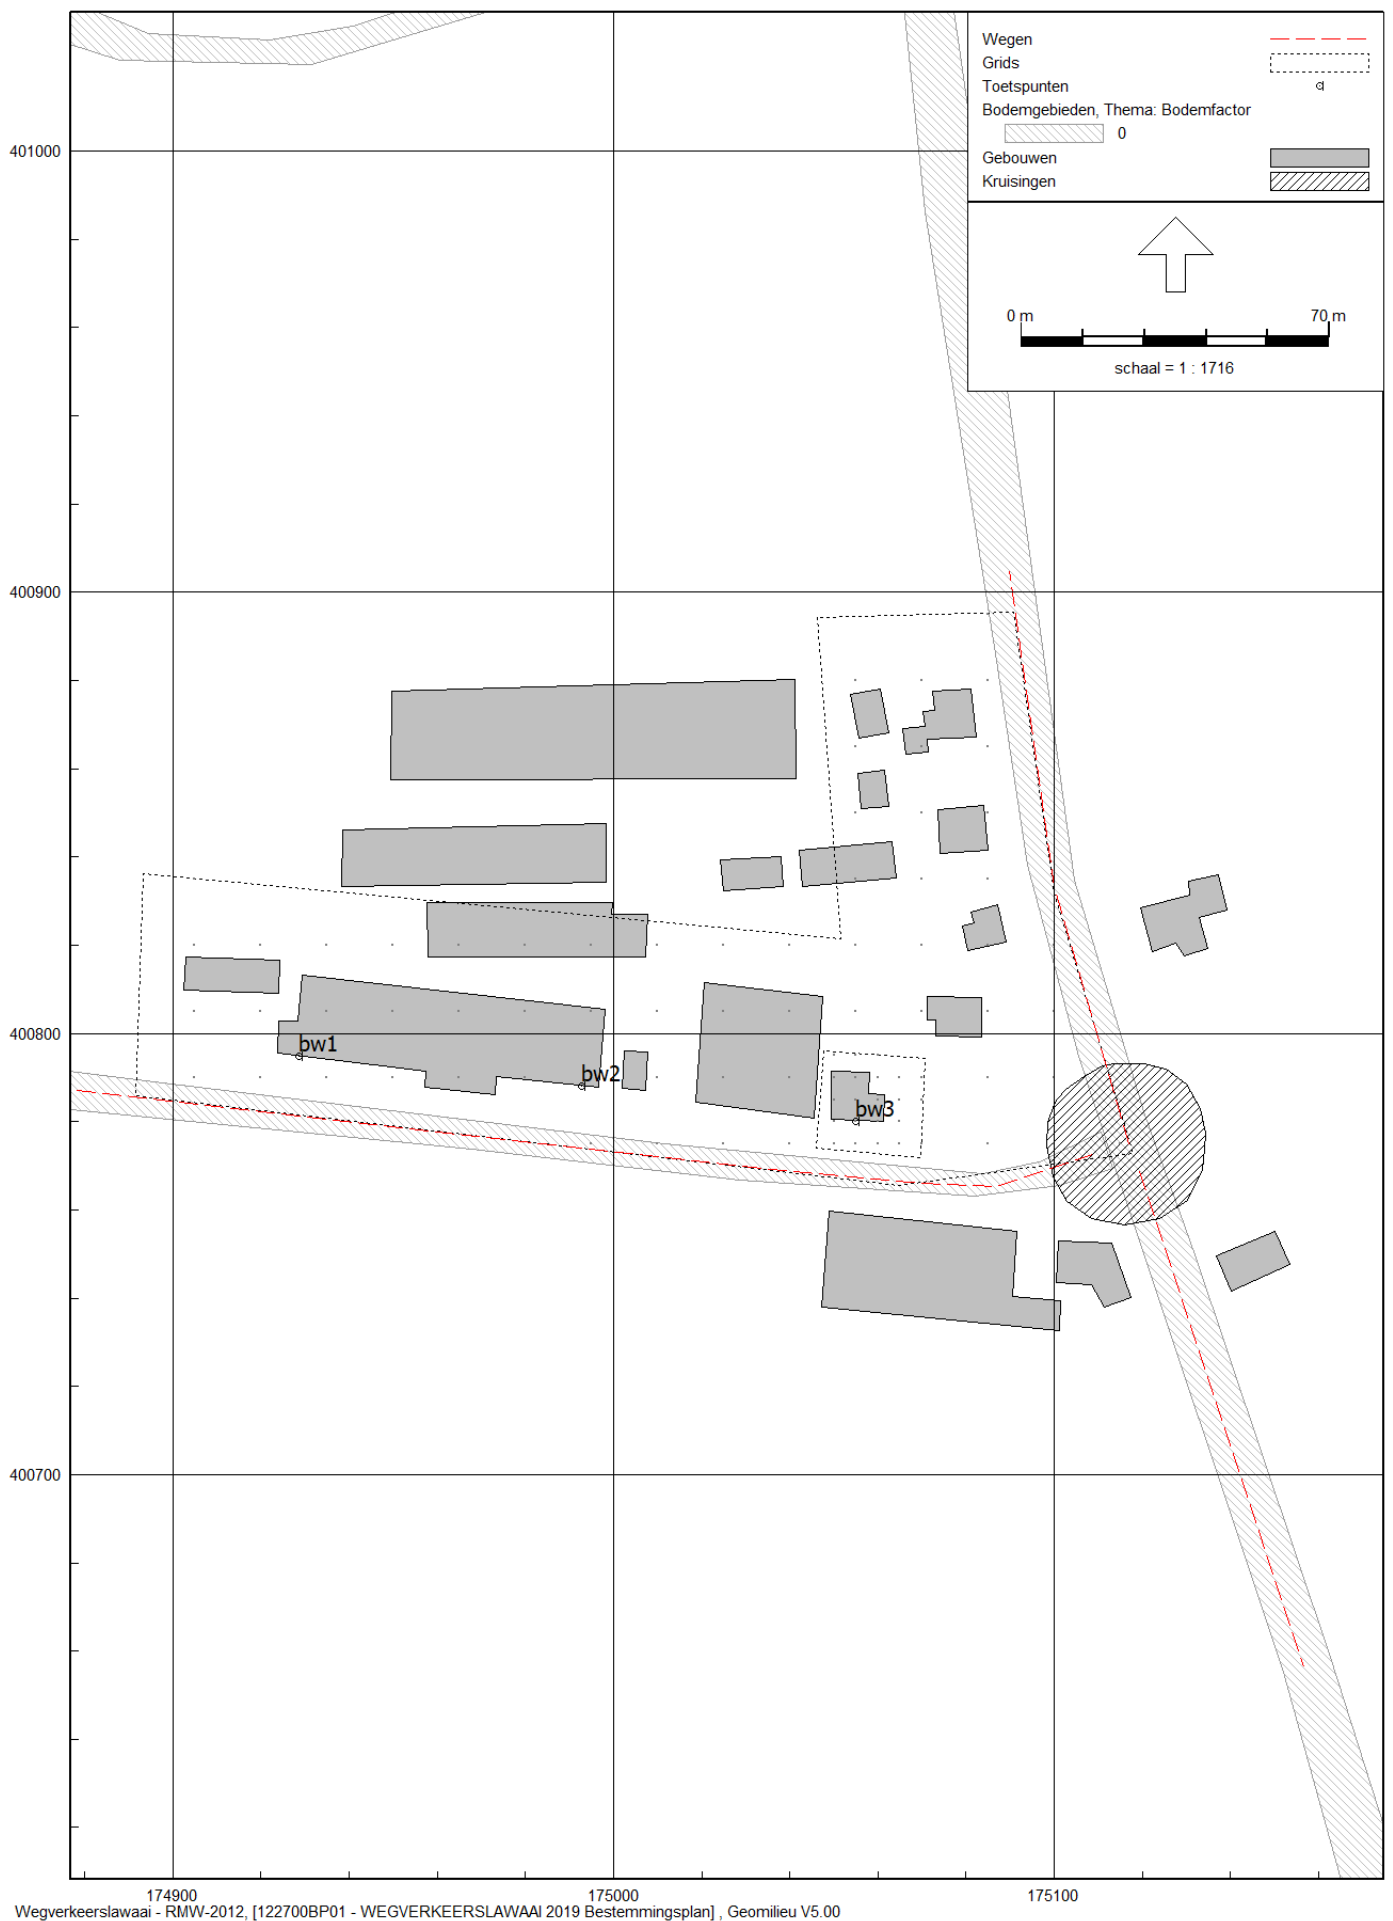 Wegen
Grids
Toetspunten
Bodemgebieden, Thema: Bodemfactor
0
Gebouwen
Kruisingen
0 m 70 m
schaal = 1 : 1716
401000
400900
400800
400700
bw1
bw2
bw3
174900 175000 175100
Wegverkeerslawaai - RMW-2012, [122700BP01 - WEGVERKEERSLAWAAI 2019 Bestemmingsplan] , Geomilieu V5.00